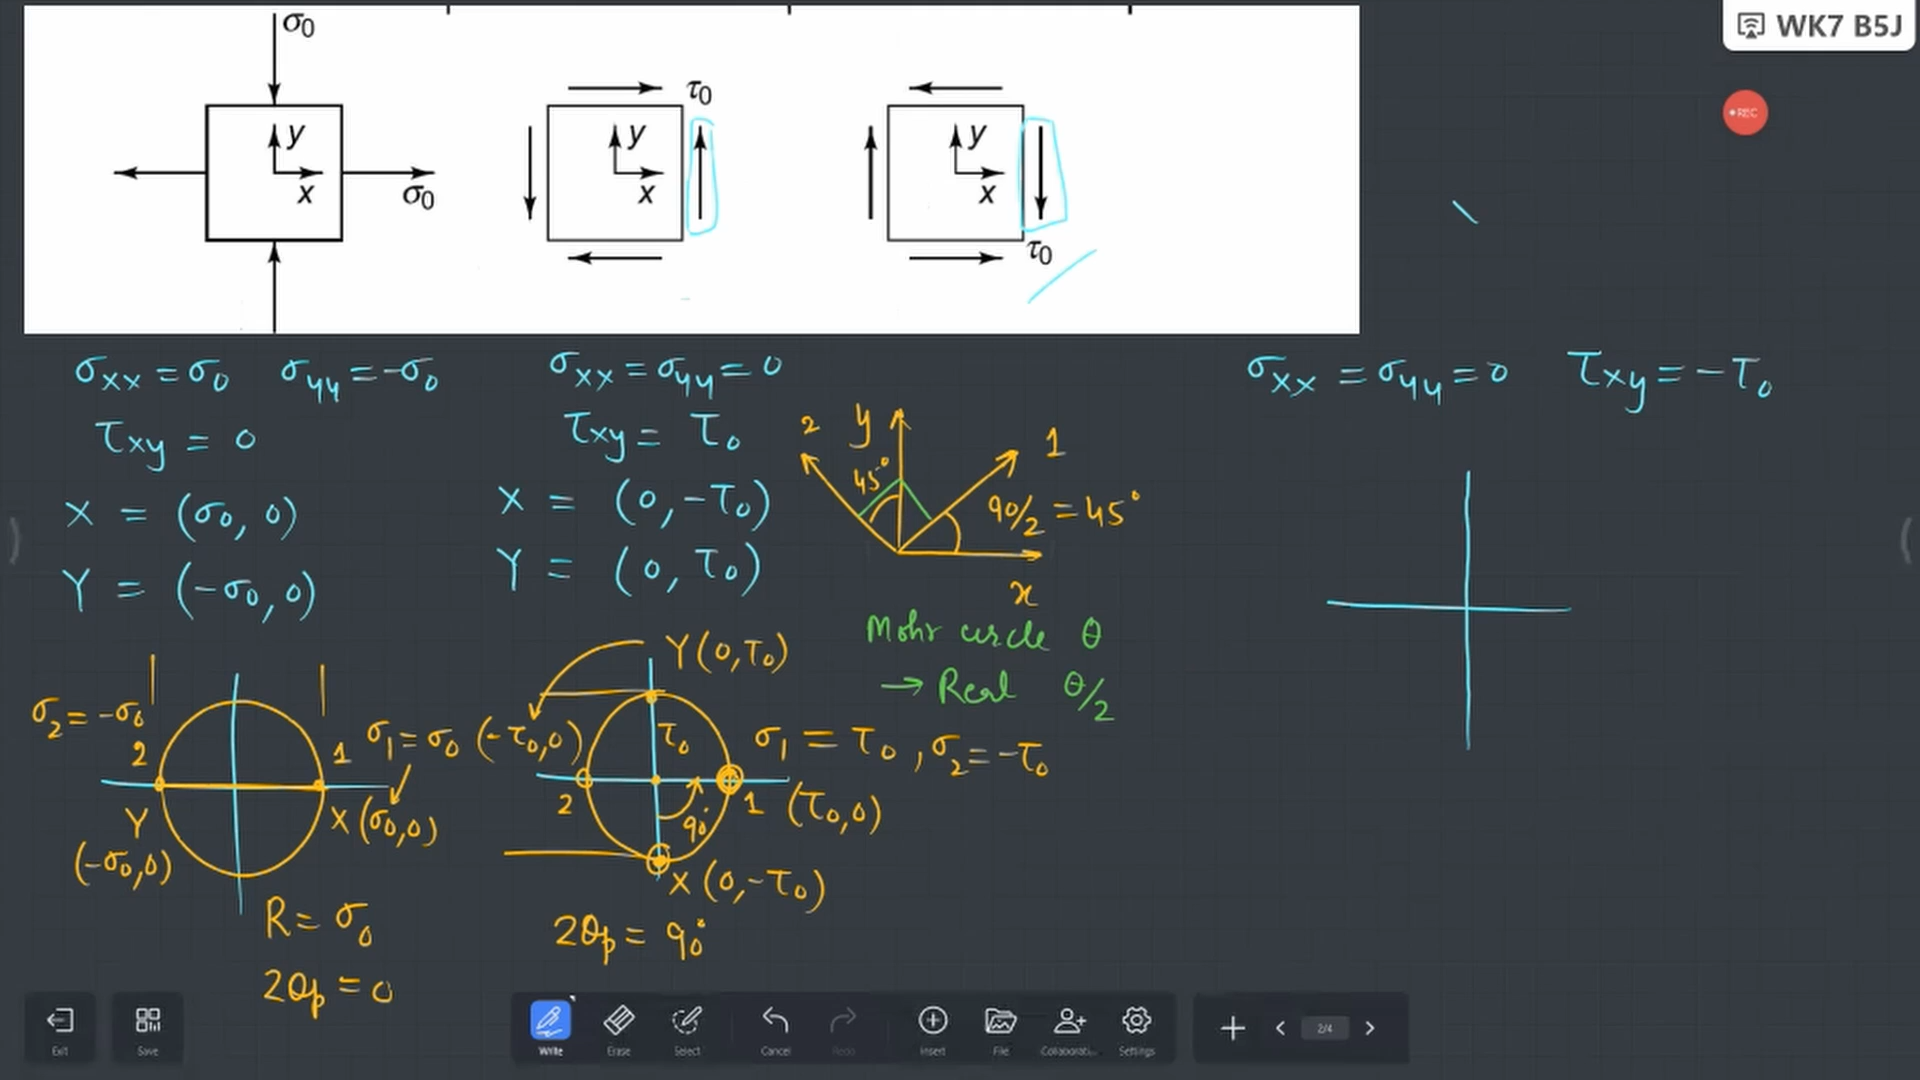 WK7 B5J
REC
σ0
y
x
σ0
τ0
y
x
y
x
τ0
σxx = σ0 σyy = -σ0
τxy = 0
X = (σ0, 0)
Y = (-σ0, 0)
σ2 = -σ0
2
1 σ1 = σ0
Y
(-σ0, 0)
X (σ0, 0)
R = σ0
2θp = 0
σxx = σyy = 0
τxy = τ0
X = (0, -τ0)
Y = (0, τ0)
2 y 1
45°
90/2 = 45°
x
Mohr circle θ
→ Real θ/2
Y (0, τ0)
(-τ0, 0)
τ0
σ1 = τ0, σ2 = -τ0
2
90°
1 (τ0, 0)
X (0, -τ0)
2θp = 90°
σxx = σyy = 0 τxy = -τ0
Exit
Save
Write
Erase
Select
Cancel
Redo
Insert
File
Collaborati...
Settings
2/4